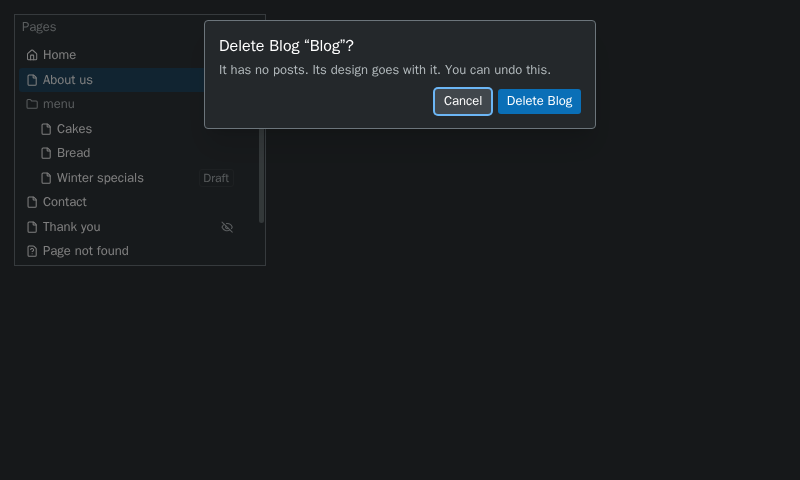 Pages
Home
About us
menu
Cakes
Bread
Winter specials
Draft
Contact
Thank you
Page not found
Delete Blog “Blog”?
It has no posts. Its design goes with it. You can undo this.
Cancel
Delete Blog